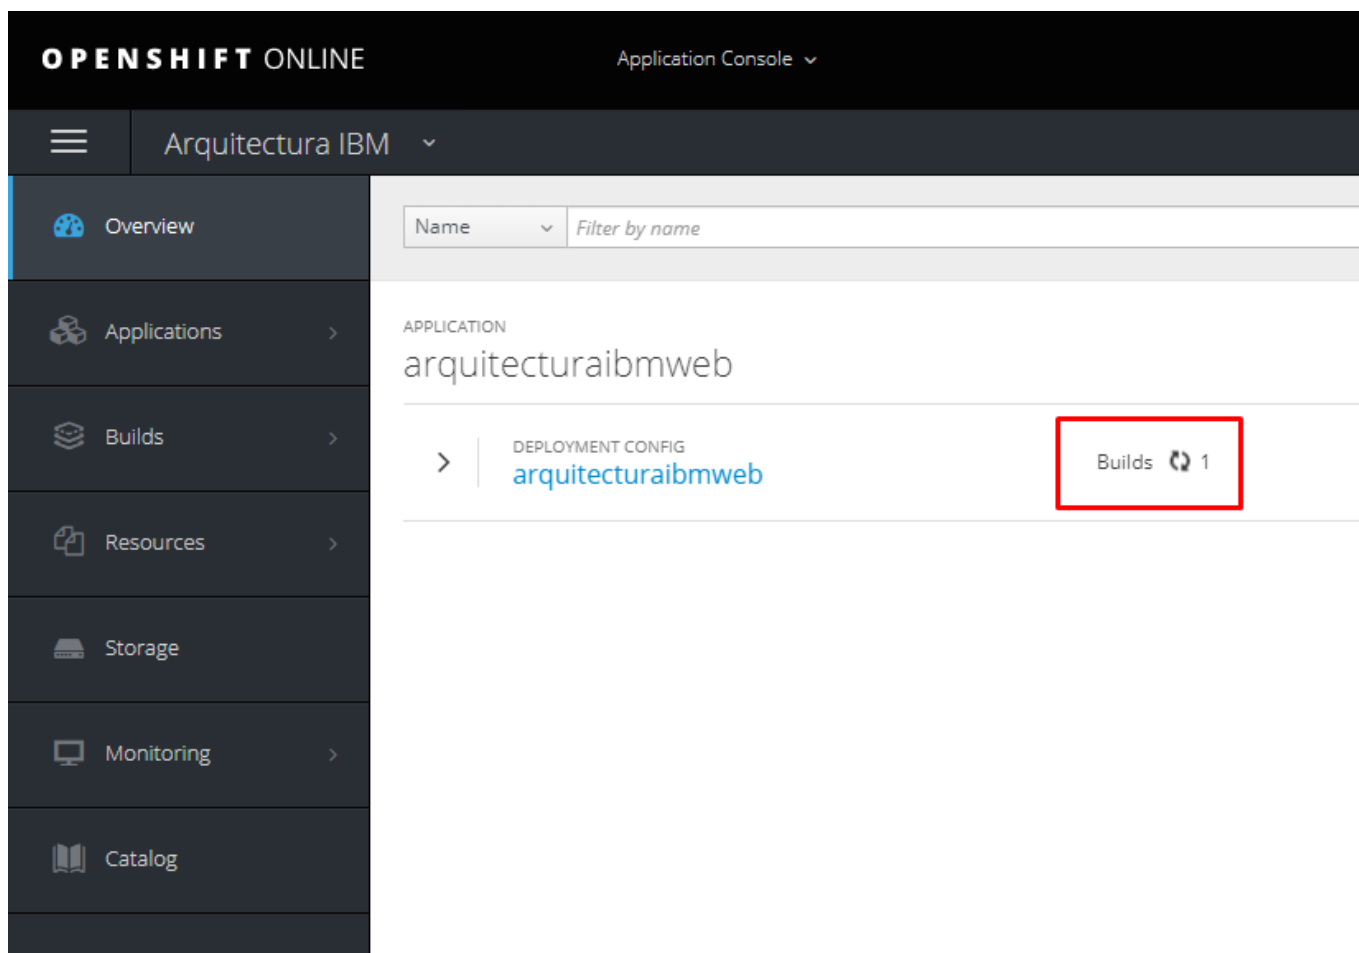 OPENSHIFT ONLINE
Application Console
Arquitectura IBM
Overview
Name
Filter by name
Applications
APPLICATION
arquitecturaibmweb
Builds
DEPLOYMENT CONFIG
arquitecturaibmweb
Builds 1
Resources
Storage
Monitoring
Catalog